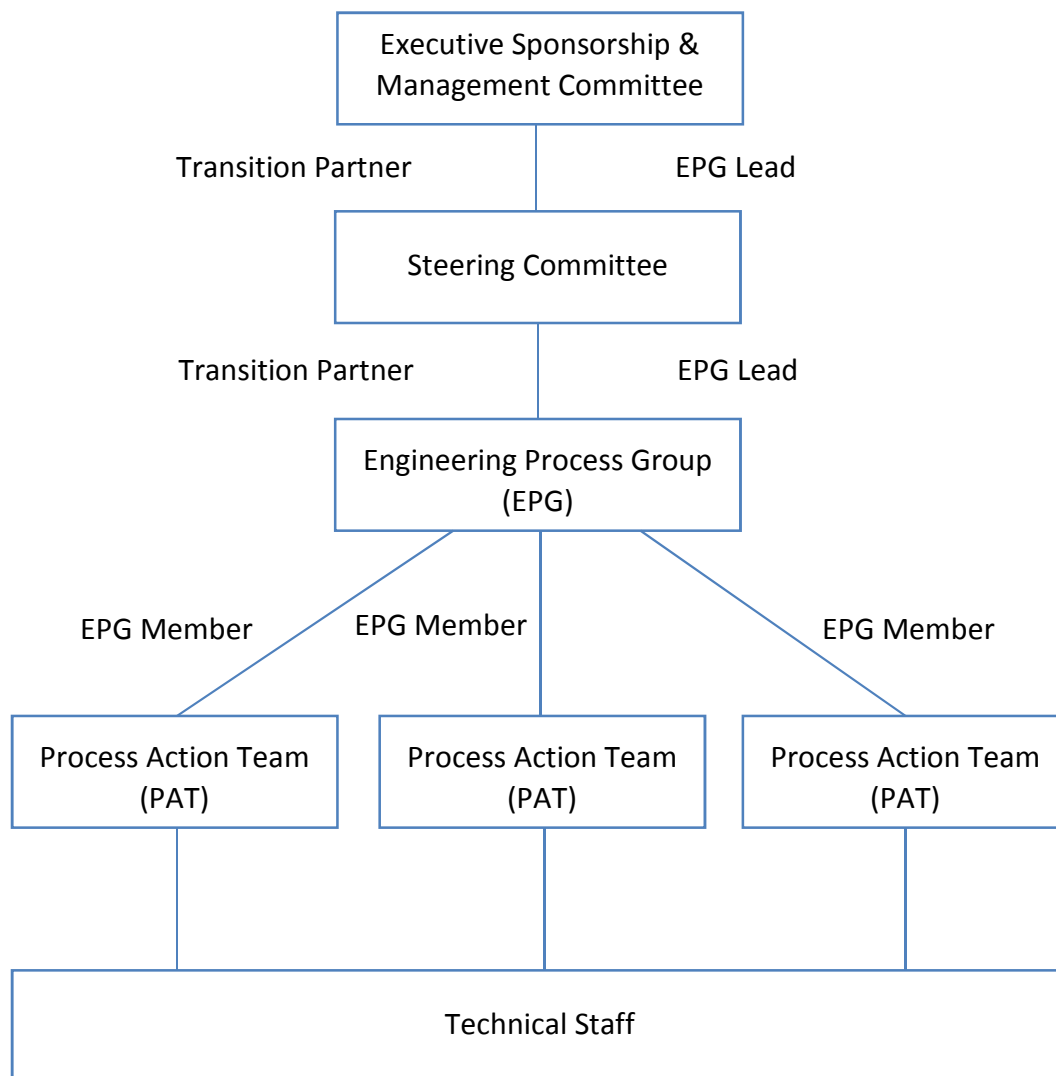 Executive Sponsorship &
Management Committee
Transition Partner
EPG Lead
Steering Committee
Transition Partner
EPG Lead
Engineering Process Group
(EPG)
EPG Member
EPG Member
EPG Member
Process Action Team
(PAT)
Process Action Team
(PAT)
Process Action Team
(PAT)
Technical Staff